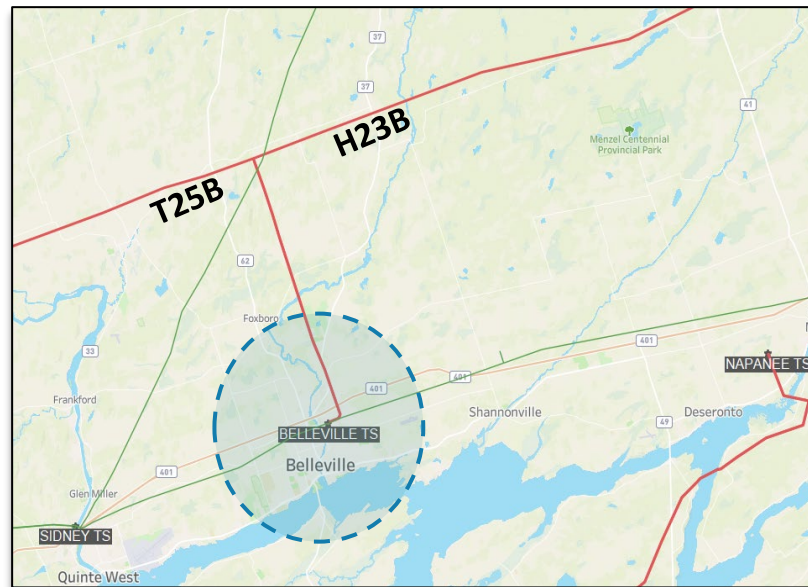 37
37
41
H23B
Menzel Centennial
Provincial Park
T25B
62
Foxboro
33
401
NAPANEE TS
401
401
Frankford
Shannonville
Deseronto
BELLEVILLE TS
49
Belleville
401
Glen Miller
SIDNEY TS
Quinte West